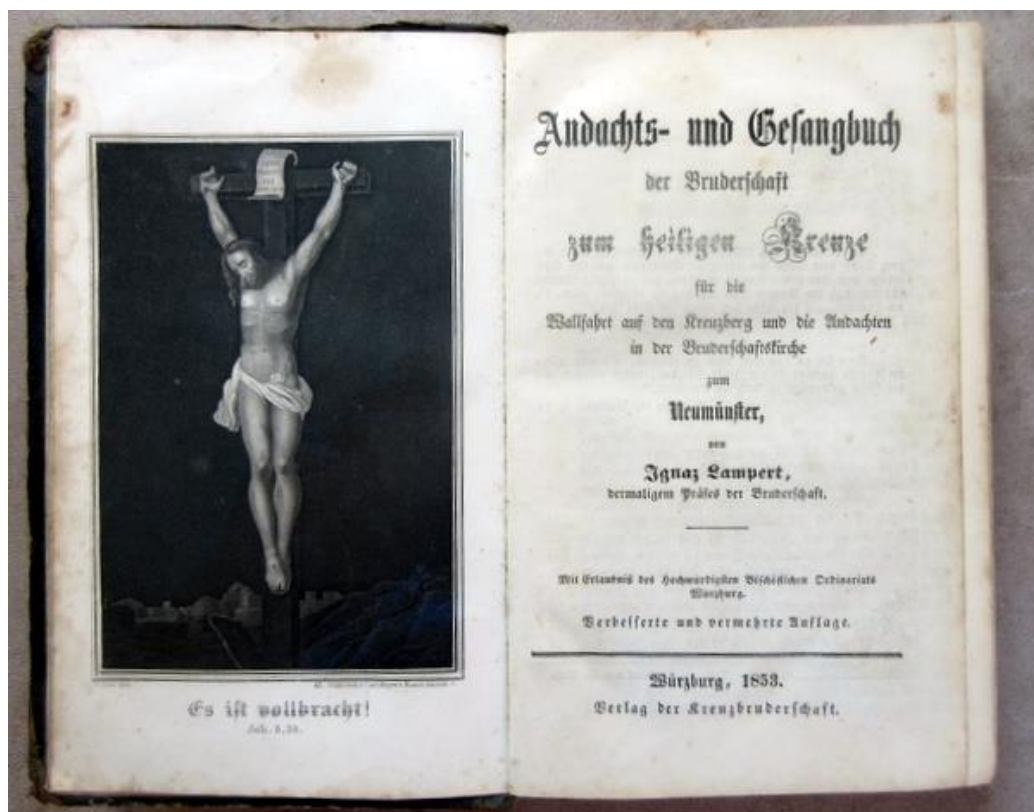 Es ist vollbracht!
Andachts- und Gesangbuch
der Bruderschaft
zum heiligen Kreuze
für die
Wallfahrt auf den Kreuzberg und die Andachten
in der Bruderschaftskirche
zum
Neumünster,
von
Ignaz Lampert,
dermaligem Präses der Bruderschaft.
Mit Erlaubniß des Hochwürdigsten Bischöflichen Ordinariats
Würzburg.
Verbesserte und vermehrte Auflage.
Würzburg, 1853.
Verlag der Kreuzbruderschaft.